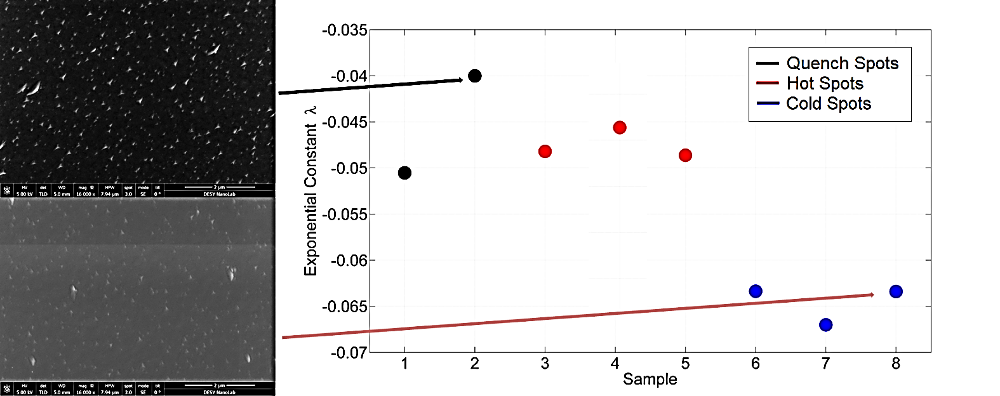 HV det WD mag HFW spot mode tilt 2 µm
5.00 kV TLD 5.0 mm 16 000 x 7.94 µm 3.0 SE 0 ° DESY NanoLab
HV det WD mag HFW spot mode tilt 2 µm
5.00 kV TLD 5.0 mm 16 000 x 7.94 µm 3.0 SE 0 ° DESY NanoLab
Exponential Constant λ
-0.035
-0.04
-0.045
-0.05
-0.055
-0.06
-0.065
-0.07
Quench Spots
Hot Spots
Cold Spots
1 2 3 4 5 6 7 8
Sample